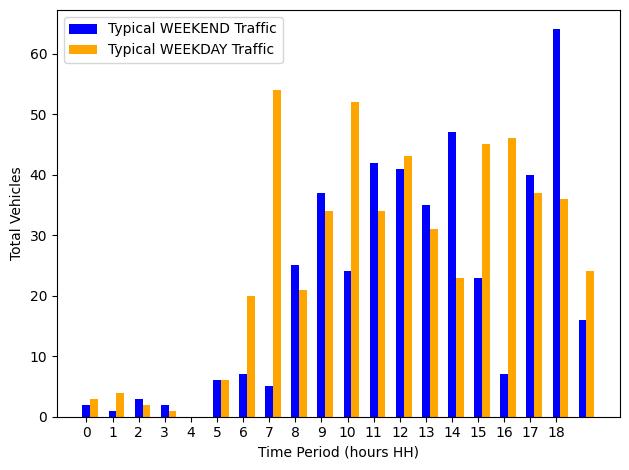 Typical WEEKEND Traffic
Typical WEEKDAY Traffic
60
50
40
30
20
10
0
Total Vehicles
0 1 2 3 4 5 6 7 8 9 10 11 12 13 14 15 16 17 18
Time Period (hours HH)